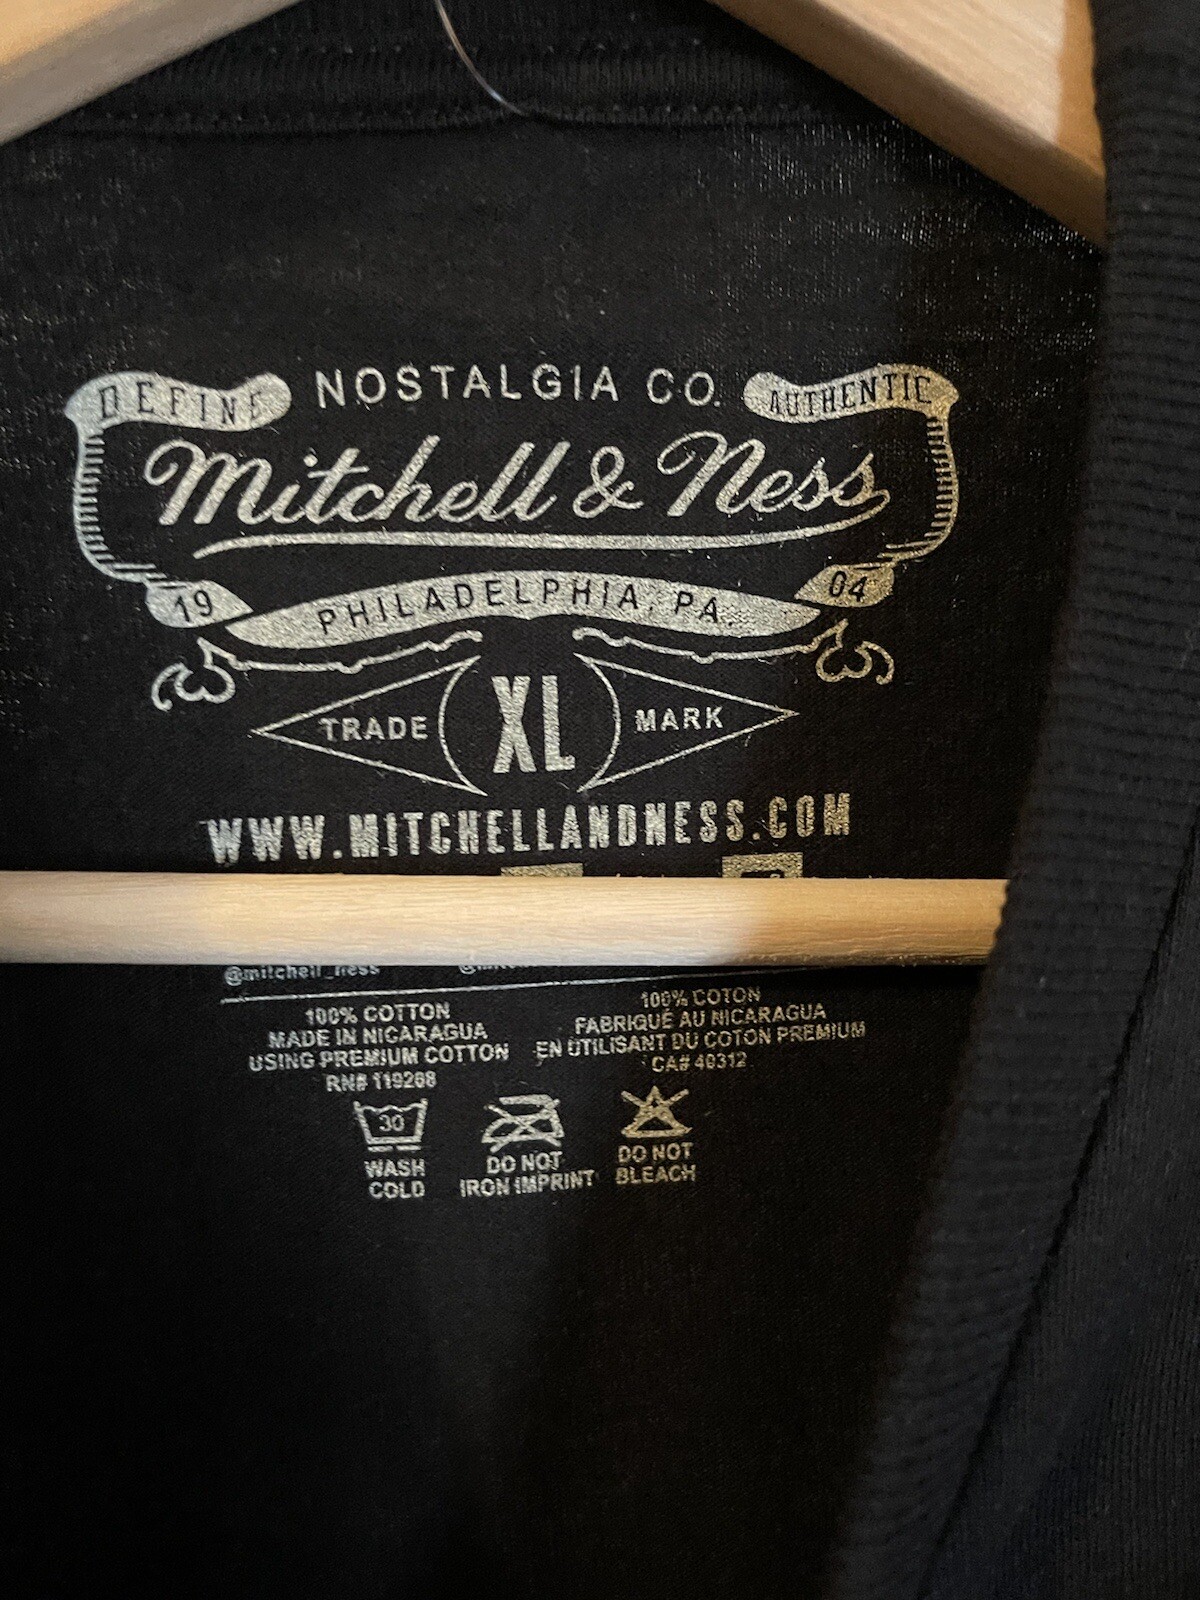 DEFINE NOSTALGIA CO. AUTHENTIC
Mitchell & Ness
19 PHILADELPHIA, PA. 04
TRADE XL MARK
WWW.MITCHELLANDNESS.COM
@mitchell_ness
100% COTTON
MADE IN NICARAGUA
USING PREMIUM COTTON
RN# 119268
100% COTON
FABRIQUÉ AU NICARAGUA
EN UTILISANT DU COTON PREMIUM
CA# 40312
30
WASH
COLD
DO NOT
IRON IMPRINT
DO NOT
BLEACH